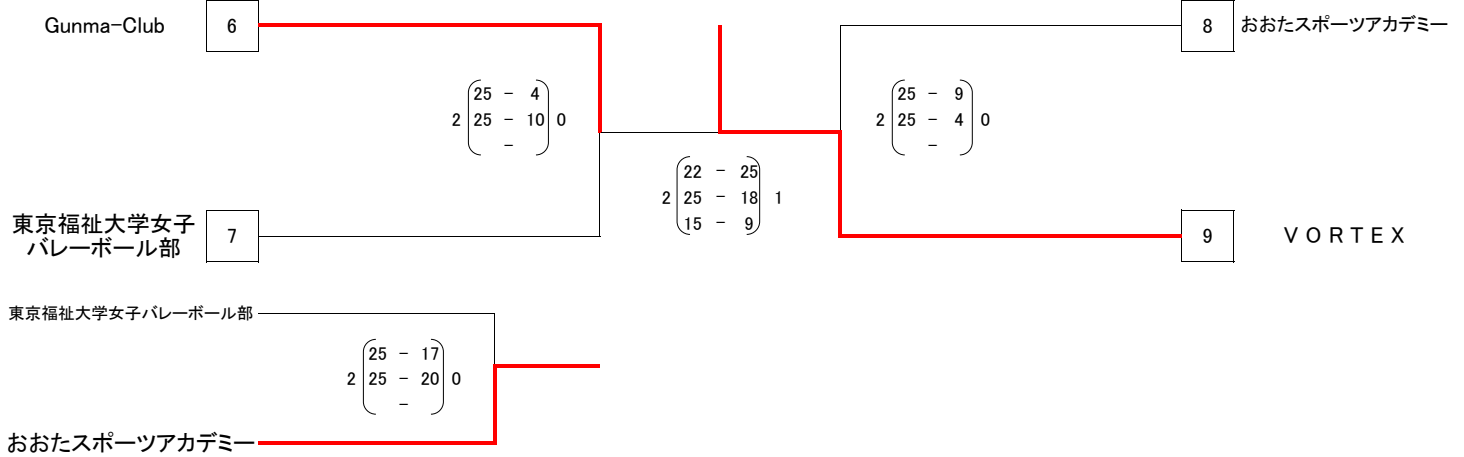 Gunma-Club 6
8 おおたスポーツアカデミー
25 - 4
2 25 - 10 0
-
25 - 9
2 25 - 4 0
-
22 - 25
2 25 - 18 1
15 - 9
東京福祉大学女子
バレーボール部
7
9 VORTEX
東京福祉大学女子バレーボール部
25 - 17
2 25 - 20 0
-
おおたスポーツアカデミー